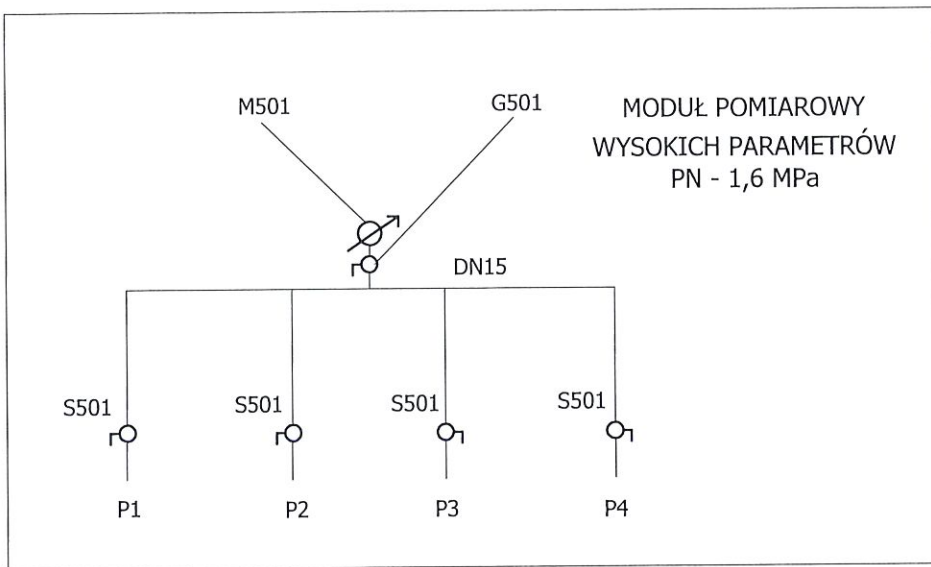 M501
G501
MODUŁ POMIAROWY
WYSOKICH PARAMETRÓW
PN - 1,6 MPa
DN15
S501
S501
S501
S501
P1
P2
P3
P4